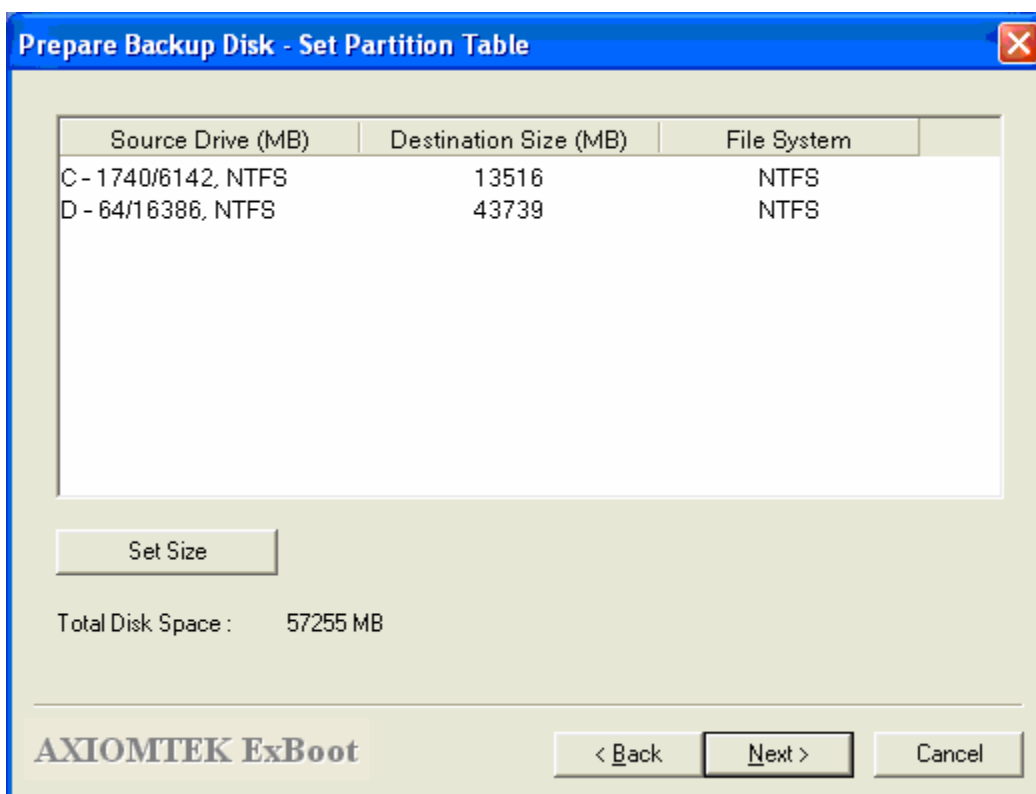 Prepare Backup Disk - Set Partition Table
Source Drive (MB) Destination Size (MB) File System
C - 1740/6142, NTFS 13516 NTFS
D - 64/16386, NTFS 43739 NTFS
Set Size
Total Disk Space : 57255 MB
AXIOMTEK ExBoot
< Back Next > Cancel